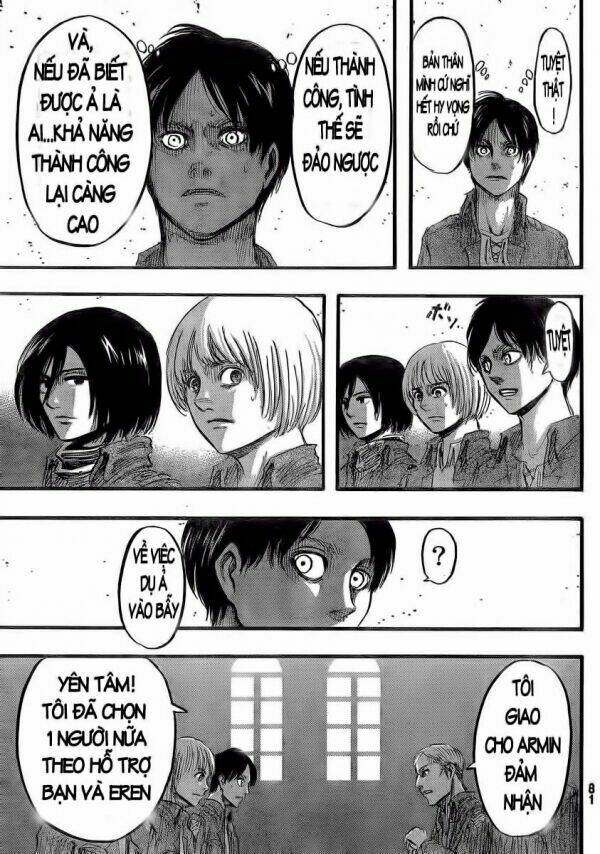 TUYỆT
THẬT
!
BẢN THÂN
MÌNH CỨ NGHĨ
HẾT HY VỌNG
RỒI CHỨ
NẾU THÀNH
CÔNG, TÌNH
THẾ SẼ
ĐẢO NGƯỢC
VÀ,
NẾU ĐÃ BIẾT
ĐƯỢC Ả LÀ
AI...KHẢ NĂNG
THÀNH CÔNG
LẠI CÀNG
CAO
TUYỆT
ボソ
?
VỀ VIỆC
DỤ Ả
VÀO BẪY
TÔI
GIAO
CHO ARMIN
ĐẢM
NHẬN
YÊN TÂM!
TÔI ĐÃ CHỌN
1 NGƯỜI NỮA
THEO HỖ TRỢ
BẠN VÀ EREN
81